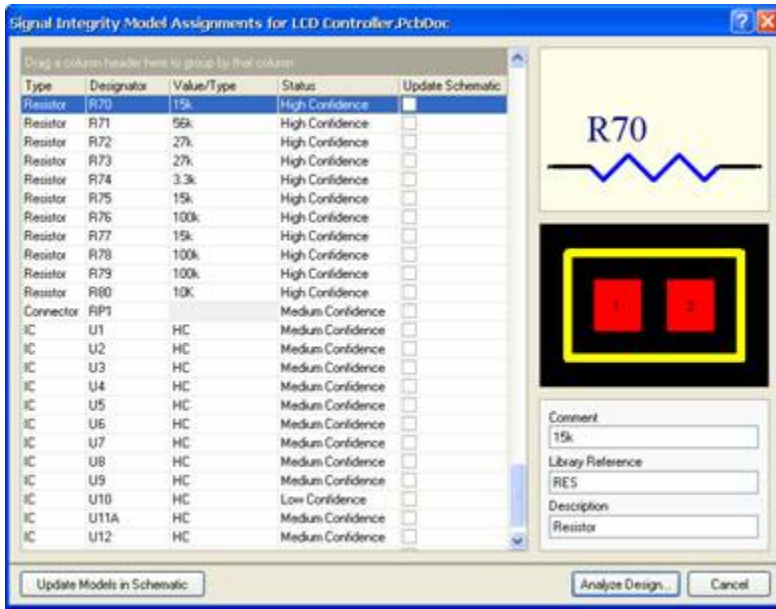 Signal Integrity Model Assignments for LCD Controller.PcbDoc
Drag a column header here to group by that column
Type Designator Value/Type Status Update Schematic
Resistor R70 15k High Confidence
Resistor R71 56k High Confidence
Resistor R72 27k High Confidence
Resistor R73 27k High Confidence
Resistor R74 3.3k High Confidence
Resistor R75 15k High Confidence
Resistor R76 100k High Confidence
Resistor R77 15k High Confidence
Resistor R78 100k High Confidence
Resistor R79 100k High Confidence
Resistor R80 10K High Confidence
Connector RP1 Medium Confidence
IC U1 HC Medium Confidence
IC U2 HC Medium Confidence
IC U3 HC Medium Confidence
IC U4 HC Medium Confidence
IC U5 HC Medium Confidence
IC U6 HC Medium Confidence
IC U7 HC Medium Confidence
IC U8 HC Medium Confidence
IC U9 HC Medium Confidence
IC U10 HC Low Confidence
IC U11A HC Medium Confidence
IC U12 HC Medium Confidence
R70
1 2
Comment
15k
Library Reference
RES
Description
Resistor
Update Models in Schematic
Analyze Design...
Cancel